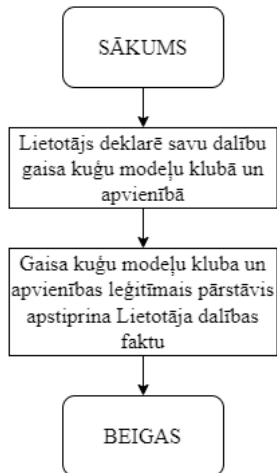 SĀKUMS
Lietotājs deklarē savu dalību
gaisa kuģu modeļu klubā un
apvienībā
Gaisa kuģu modeļu kluba un
apvienības leģitīmais pārstāvis
apstiprina Lietotāja dalības
faktu
BEIGAS